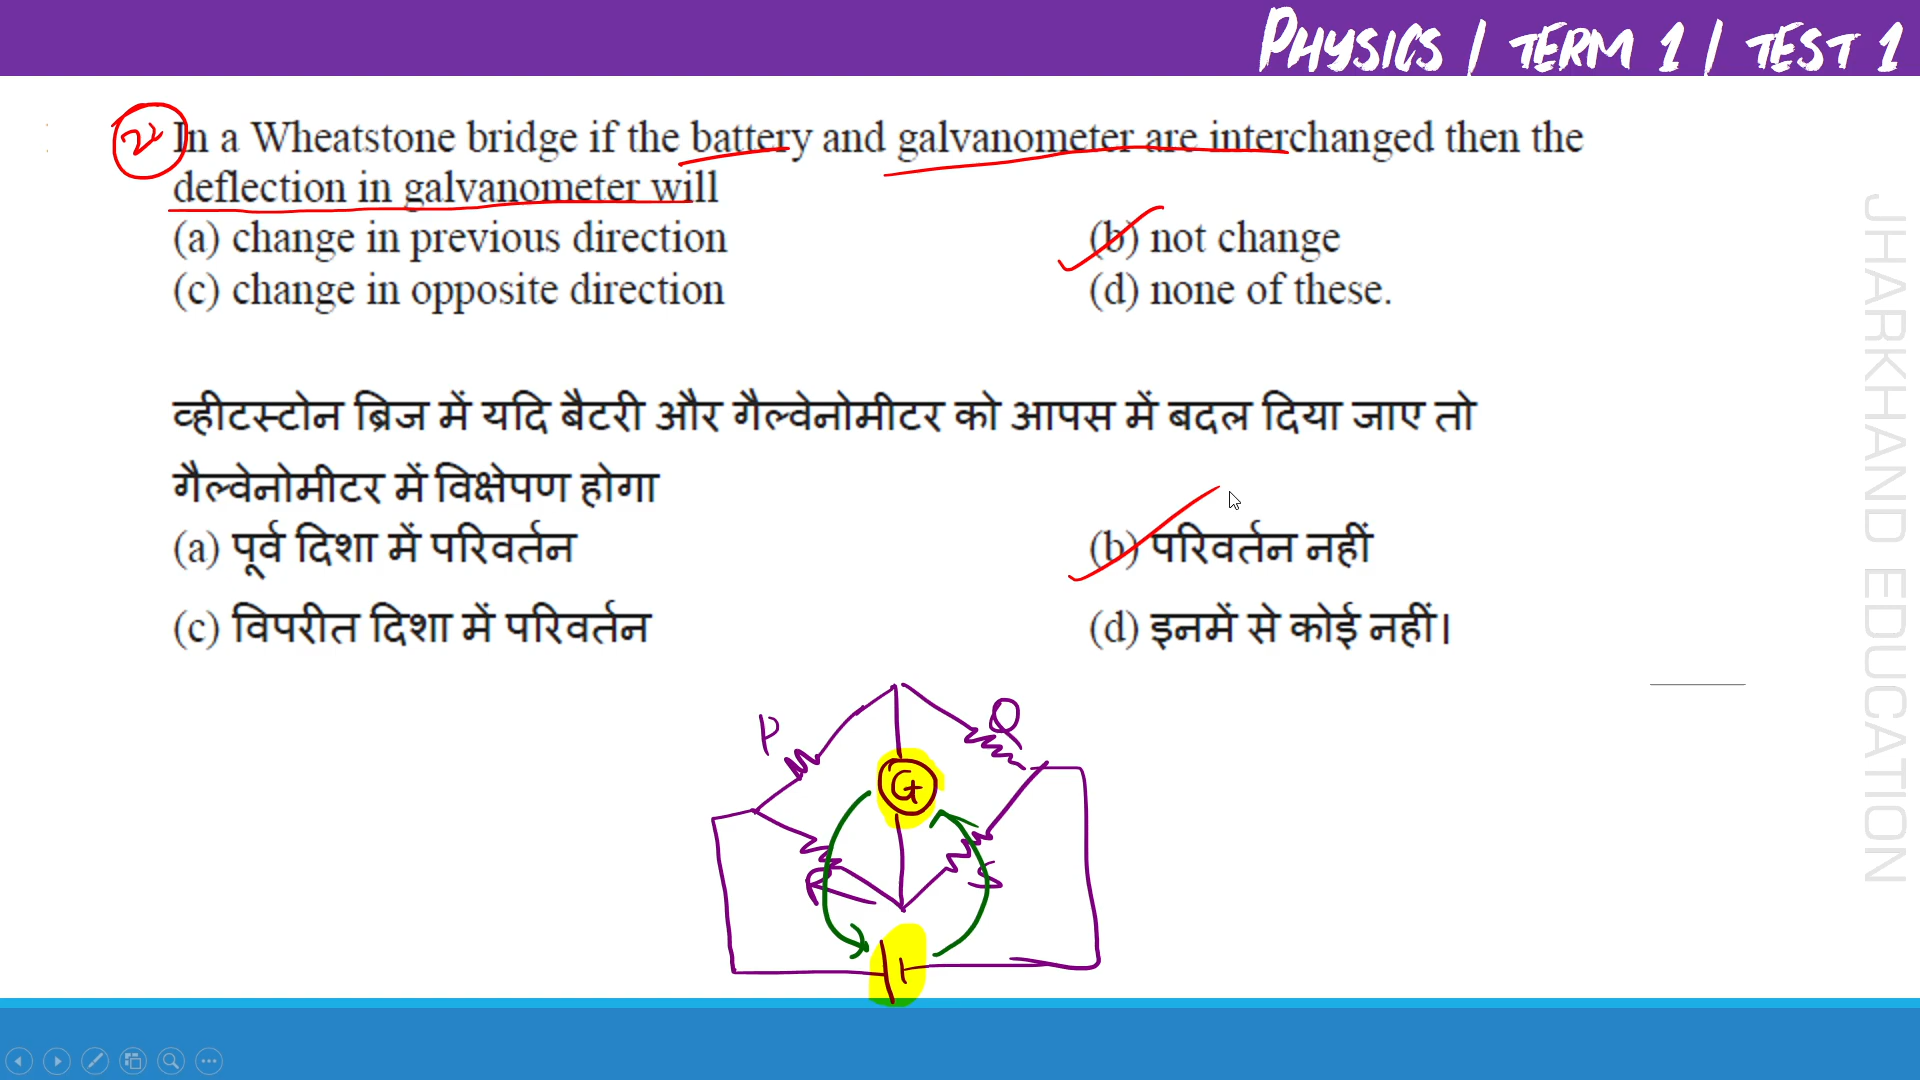 PHYSICS | TERM 1 | TEST 1
22 In a Wheatstone bridge if the battery and galvanometer are interchanged then the
deflection in galvanometer will
(a) change in previous direction (b) not change
(c) change in opposite direction (d) none of these.
व्हीटस्टोन ब्रिज में यदि बैटरी और गैल्वेनोमीटर को आपस में बदल दिया जाए तो
गैल्वेनोमीटर में विक्षेपण होगा
(a) पूर्व दिशा में परिवर्तन (b) परिवर्तन नहीं
(c) विपरीत दिशा में परिवर्तन (d) इनमें से कोई नहीं।
P Q
G
R S
JHARKHAND EDUCATION